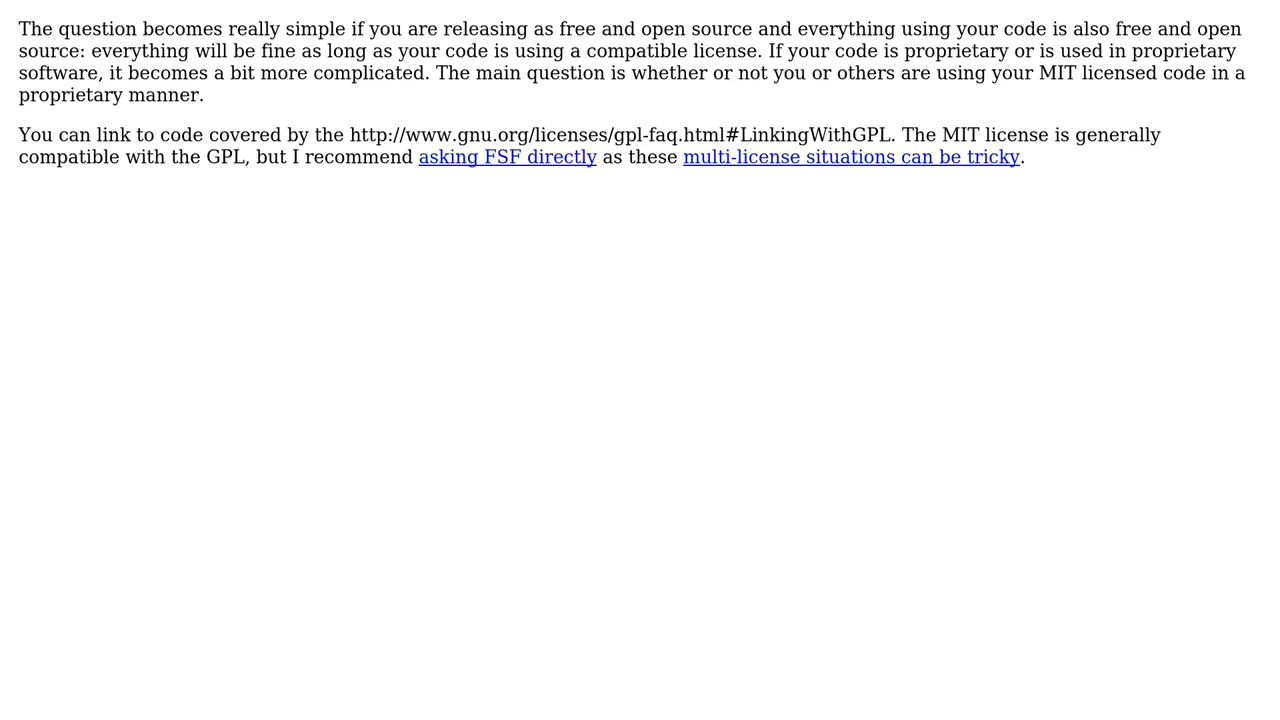 The question becomes really simple if you are releasing as free and open source and everything using your code is also free and open
source: everything will be fine as long as your code is using a compatible license. If your code is proprietary or is used in proprietary
software, it becomes a bit more complicated. The main question is whether or not you or others are using your MIT licensed code in a
proprietary manner.
You can link to code covered by the http://www.gnu.org/licenses/gpl-faq.html#LinkingWithGPL. The MIT license is generally
compatible with the GPL, but I recommend asking FSF directly as these multi-license situations can be tricky.